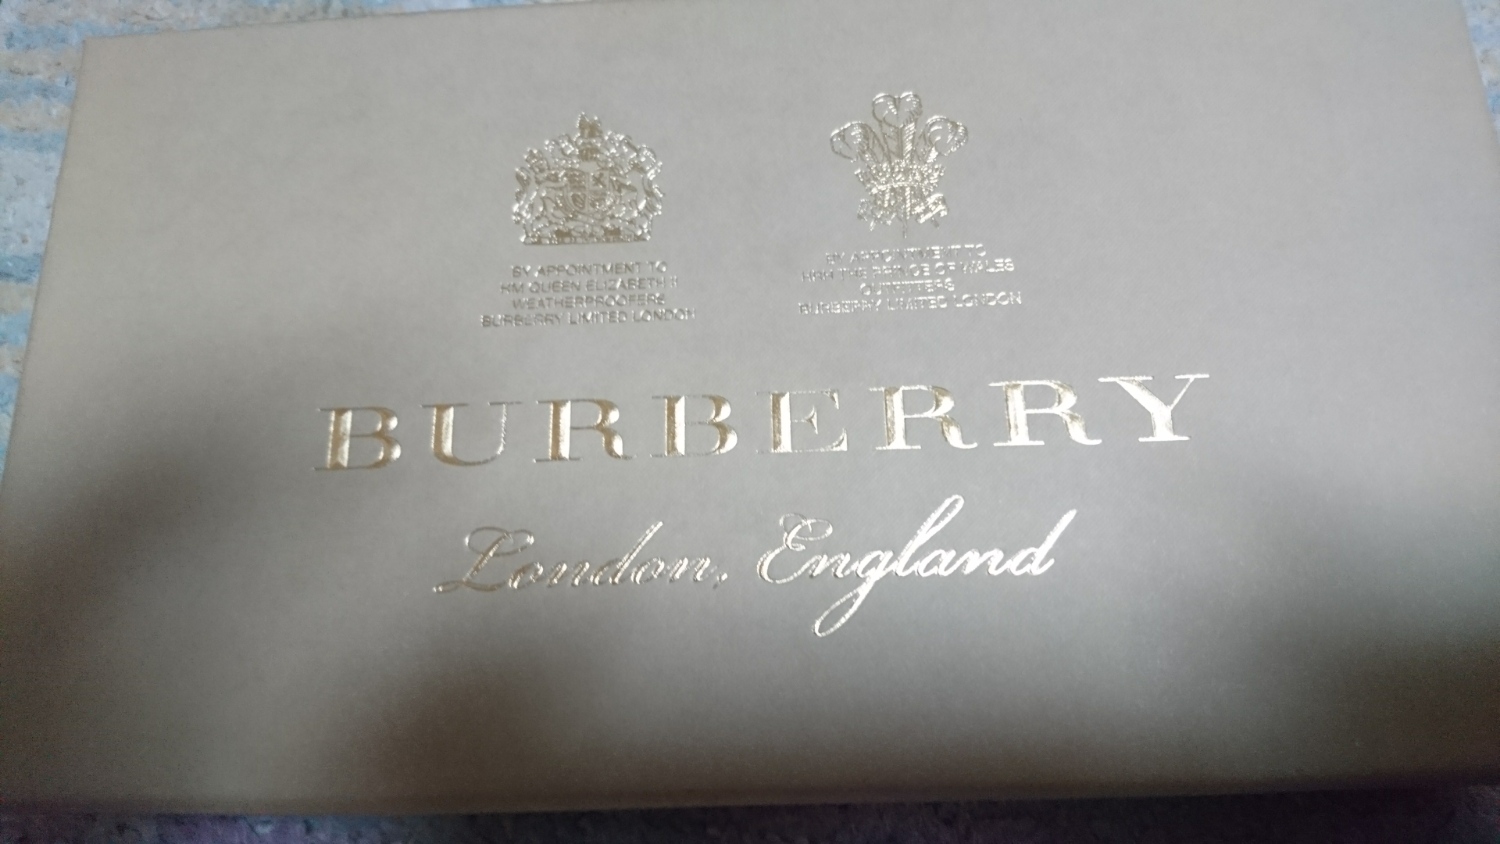 BY APPOINTMENT TO
HM QUEEN ELIZABETH II
WEATHERPROOFERS
BURBERRY LIMITED LONDON
BY APPOINTMENT TO
HRH THE PRINCE OF WALES
OUTFITTERS
BURBERRY LIMITED LONDON
BURBERRY
London, England